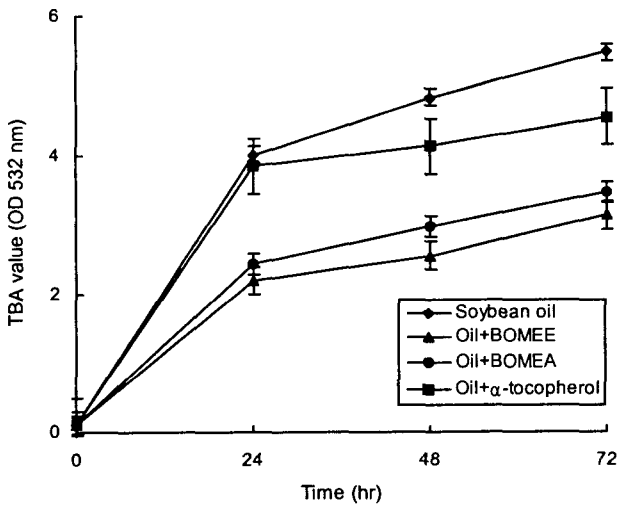 6
4
2
0
TBA value (OD 532 nm)
Soybean oil
Oil+BOMEE
Oil+BOMEA
Oil+α-tocopherol
0 24 48 72
Time (hr)